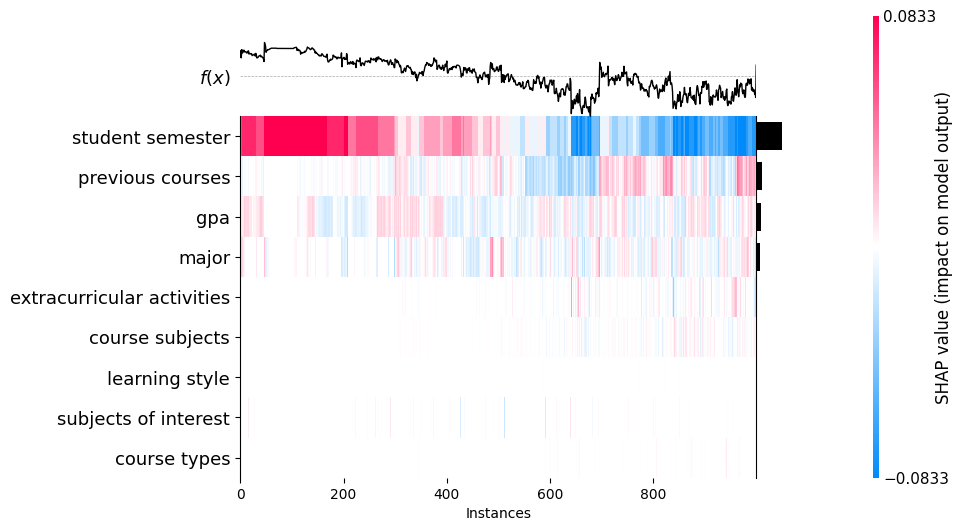 0.0833
f(x)
student semester
previous courses
gpa
major
extracurricular activities
course subjects
learning style
subjects of interest
course types
0 200 400 600 800
Instances
SHAP value (impact on model output)
−0.0833